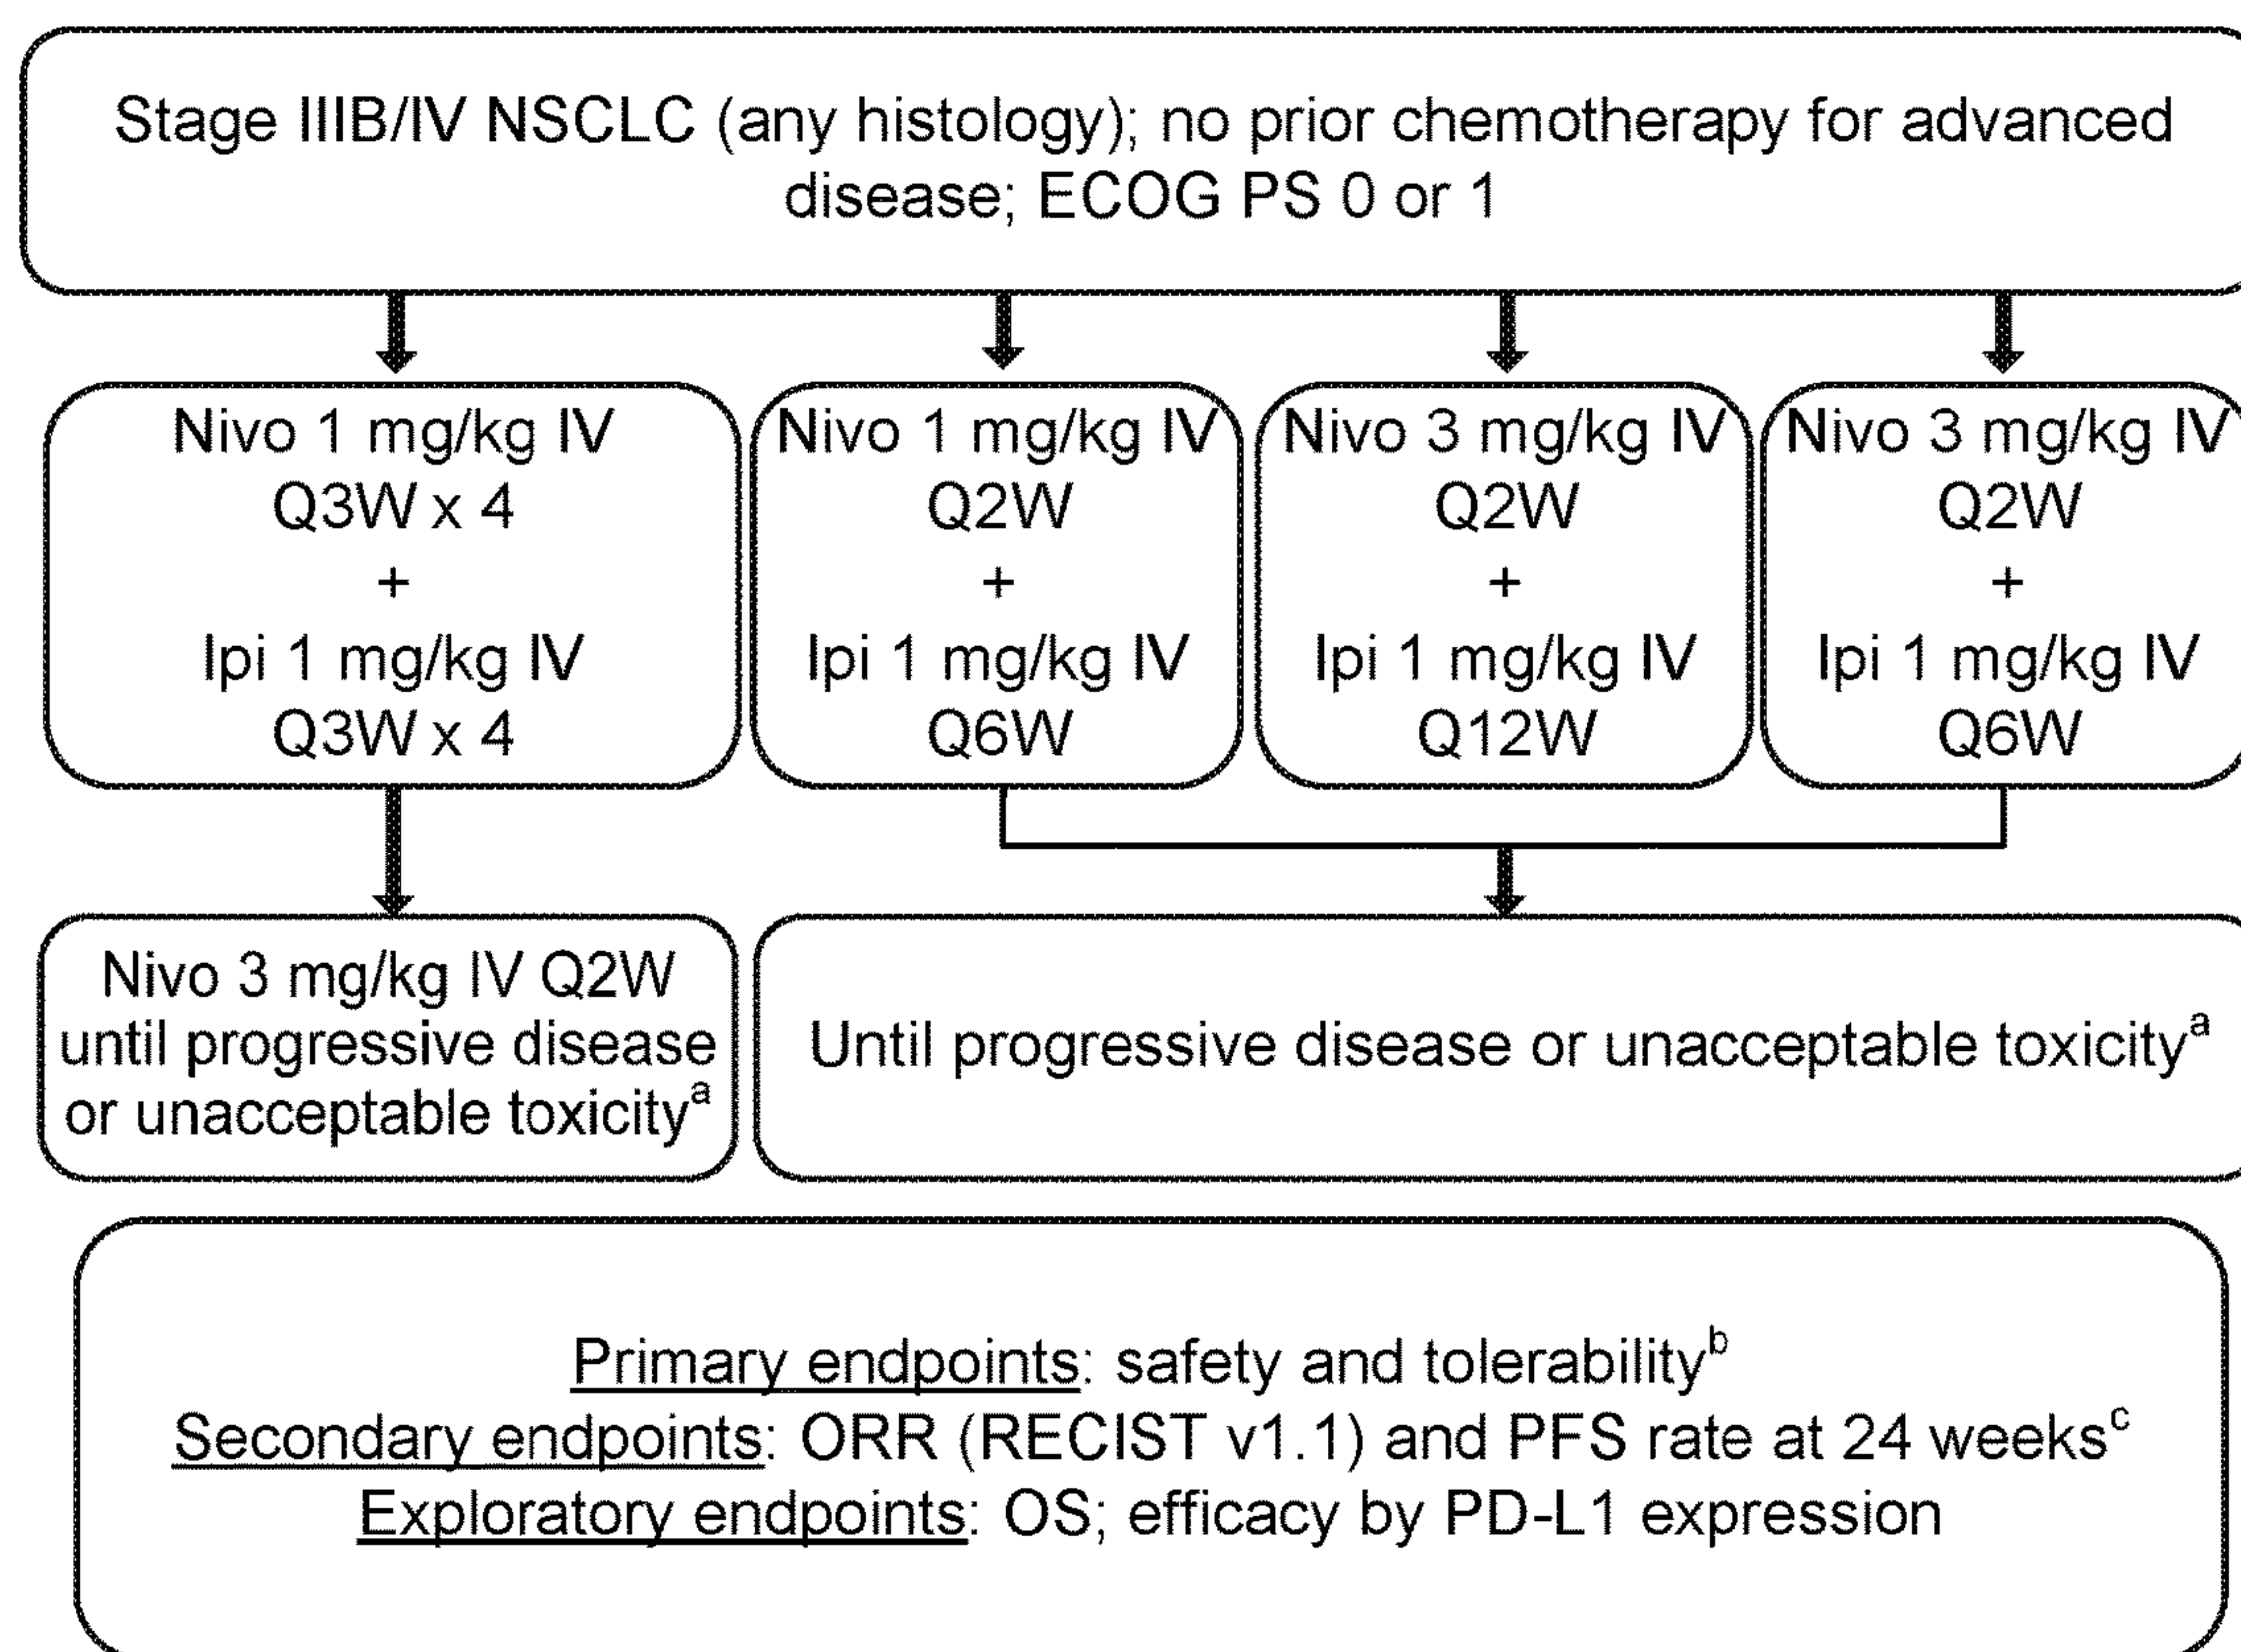 Stage IIIB/IV NSCLC (any histology); no prior chemotherapy for advanced
disease; ECOG PS 0 or 1
Nivo 1 mg/kg IV
Q3W x 4
+
Ipi 1 mg/kg IV
Q3W x 4
Nivo 1 mg/kg IV
Q2W
+
Ipi 1 mg/kg IV
Q6W
Nivo 3 mg/kg IV
Q2W
+
Ipi 1 mg/kg IV
Q12W
Nivo 3 mg/kg IV
Q2W
+
Ipi 1 mg/kg IV
Q6W
Nivo 3 mg/kg IV Q2W
until progressive disease
or unacceptable toxicity^a
Until progressive disease or unacceptable toxicity^a
Primary endpoints: safety and tolerability^b
Secondary endpoints: ORR (RECIST v1.1) and PFS rate at 24 weeks^c
Exploratory endpoints: OS; efficacy by PD-L1 expression